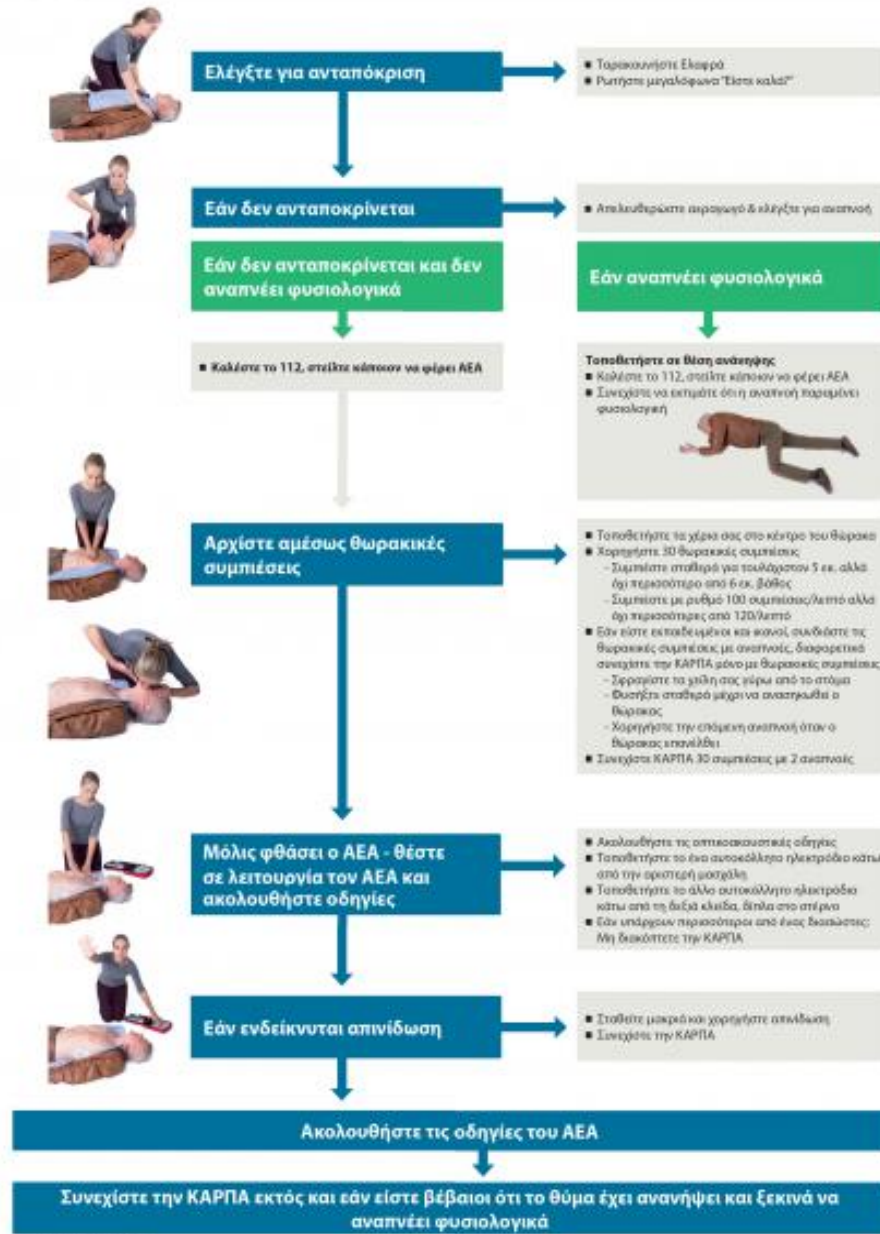 Ελέγξτε για ανταπόκριση
■ Ταρακουνήστε Ελαφρά
■ Ρωτήστε μεγαλόφωνα "Είστε καλά?"
Εάν δεν ανταποκρίνεται
■ Απελευθερώστε αεραγωγό & ελέγξτε για αναπνοή
Εάν δεν ανταποκρίνεται και δεν
αναπνέει φυσιολογικά
Εάν αναπνέει φυσιολογικά
■ Καλέστε το 112, στείλτε κάποιον να φέρει ΑΕΑ
Τοποθετήστε σε θέση ανάνηψης
■ Καλέστε το 112, στείλτε κάποιον να φέρει ΑΕΑ
■ Συνεχίστε να εκτιμάτε ότι η αναπνοή παραμένει
φυσιολογική
Αρχίστε αμέσως θωρακικές
συμπιέσεις
■ Τοποθετήστε τα χέρια σας στο κέντρο του θώρακα
■ Χορηγήστε 30 θωρακικές συμπιέσεις
– Συμπιέστε σταθερά για τουλάχιστον 5 εκ. αλλά
όχι περισσότερο από 6 εκ. βάθος
– Συμπιέστε με ρυθμό 100 συμπιέσεις/λεπτό αλλά
όχι περισσότερες από 120/λεπτό
■ Εάν είστε εκπαιδευμένοι και ικανοί, συνδυάστε τις
θωρακικές συμπιέσεις με αναπνοές, διαφορετικά
συνεχίστε την ΚΑΡΠΑ μόνο με θωρακικές συμπιέσεις
– Σφραγίστε τα χείλη σας γύρω από το στόμα
– Φυσήξτε σταθερά μέχρι να ανασηκωθεί ο
θώρακας
– Χορηγήστε την επόμενη αναπνοή όταν ο
θώρακας επανέλθει
■ Συνεχίστε ΚΑΡΠΑ 30 συμπιέσεις με 2 αναπνοές
Μόλις φθάσει ο ΑΕΑ - θέστε
σε λειτουργία τον ΑΕΑ και
ακολουθήστε οδηγίες
■ Ακολουθήστε τις οπτικοακουστικές οδηγίες
■ Τοποθετήστε το ένα αυτοκόλλητο ηλεκτρόδιο κάτω
από την αριστερή μασχάλη
■ Τοποθετήστε το άλλο αυτοκόλλητο ηλεκτρόδιο
κάτω από τη δεξιά κλείδα, δίπλα στο στέρνο
■ Εάν υπάρχουν περισσότεροι από ένας διασώστες:
Μη διακόπτετε την ΚΑΡΠΑ
Εάν ενδείκνυται απινίδωση
■ Σταθείτε μακριά και χορηγήστε απινίδωση
■ Συνεχίστε την ΚΑΡΠΑ
Ακολουθήστε τις οδηγίες του ΑΕΑ
Συνεχίστε την ΚΑΡΠΑ εκτός και εάν είστε βέβαιοι ότι το θύμα έχει ανανήψει και ξεκινά να
αναπνέει φυσιολογικά